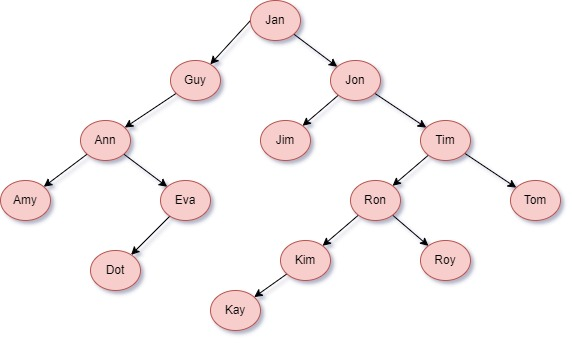 Jan
Guy
Jon
Ann
Jim
Tim
Amy
Eva
Ron
Tom
Dot
Kim
Roy
Kay